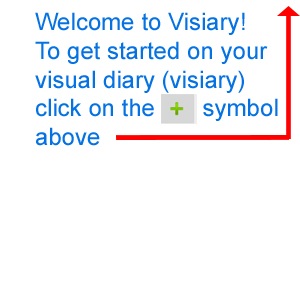 Welcome to Visiary!
To get started on your
visual diary (visiary)
click on the + symbol
above